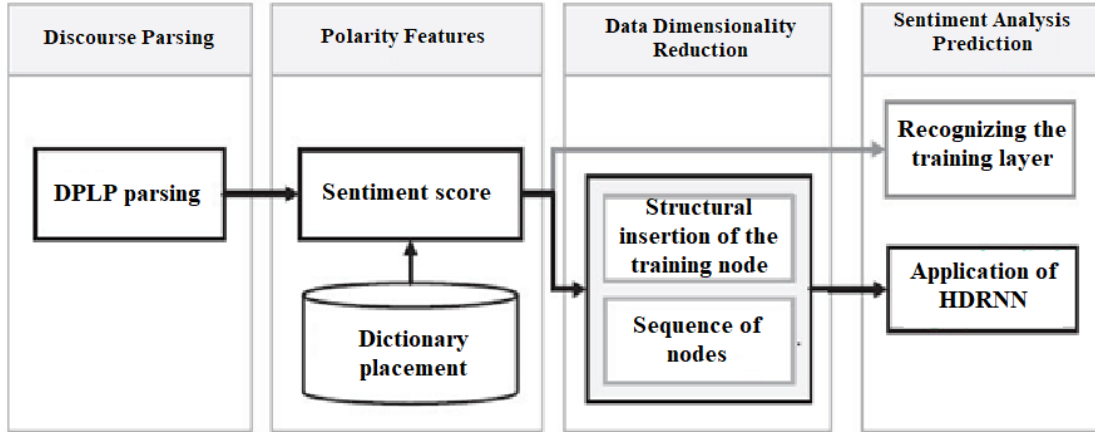 Discourse Parsing
Polarity Features
Data Dimensionality
Reduction
Sentiment Analysis
Prediction
DPLP parsing
Sentiment score
Dictionary
placement
Structural
insertion of the
training node
Sequence of
nodes
Recognizing the
training layer
Application of
HDRNN